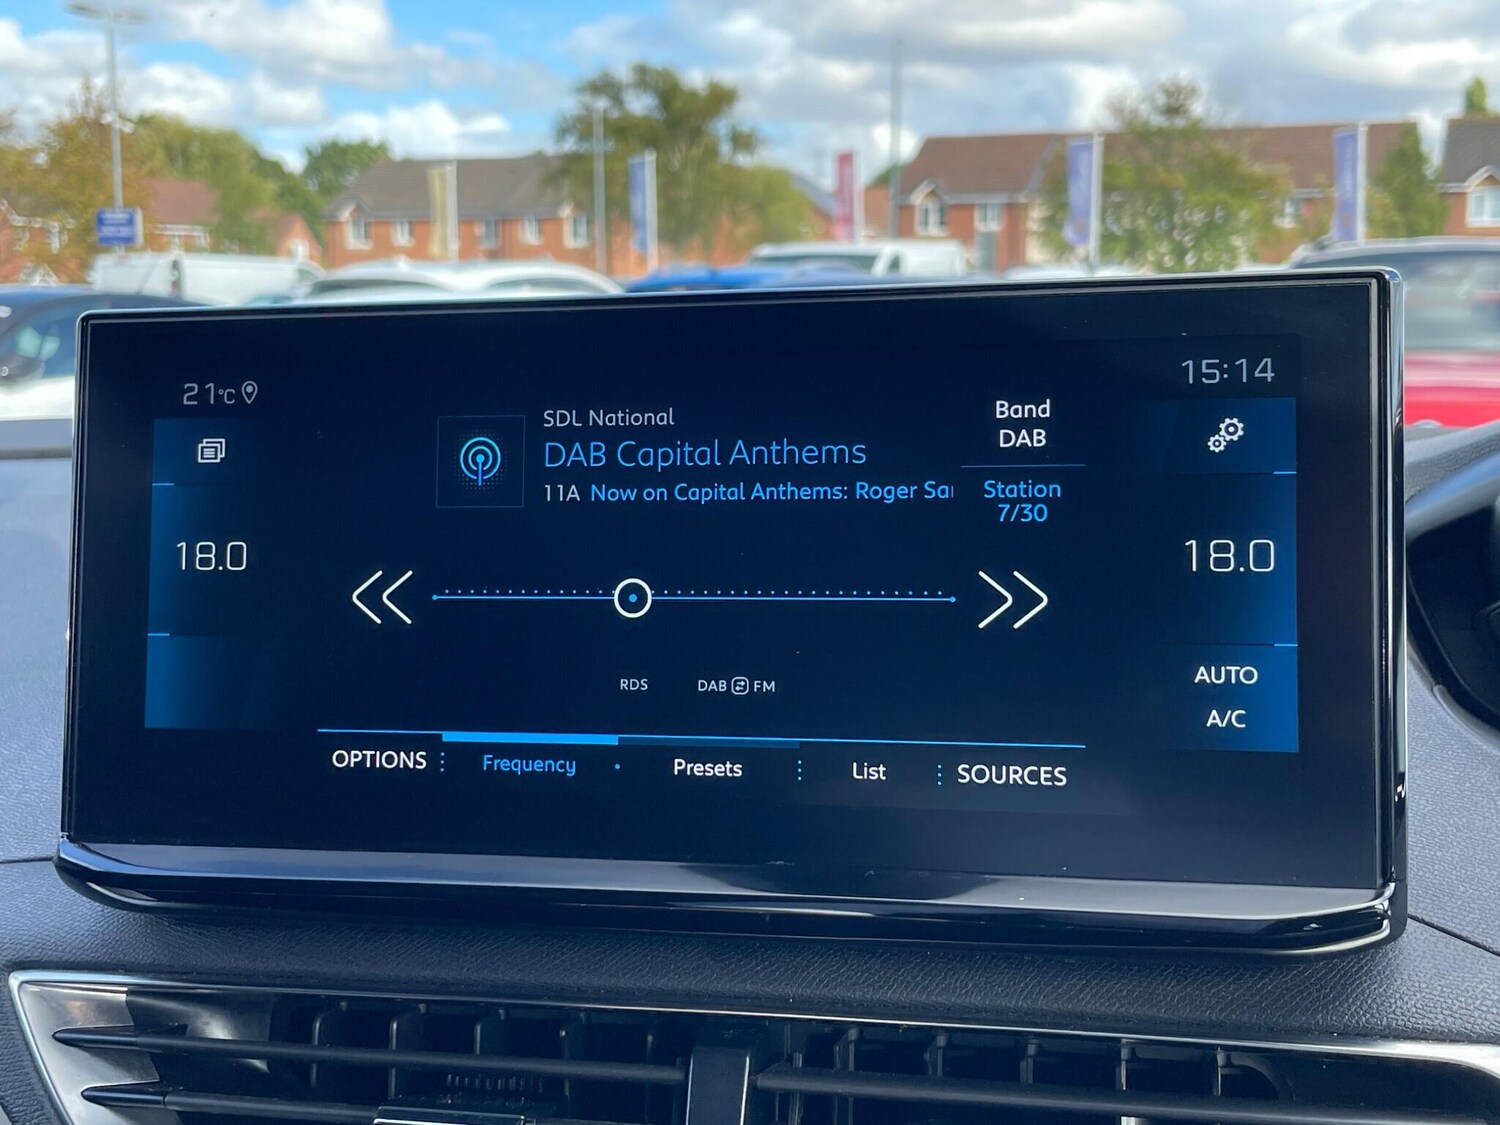 21°C
15:14
SDL National
DAB Capital Anthems
11A Now on Capital Anthems: Roger Sa
Band
DAB
Station
7/30
18.0
18.0
RDS
DAB FM
AUTO
A/C
OPTIONS
Frequency
Presets
List
SOURCES